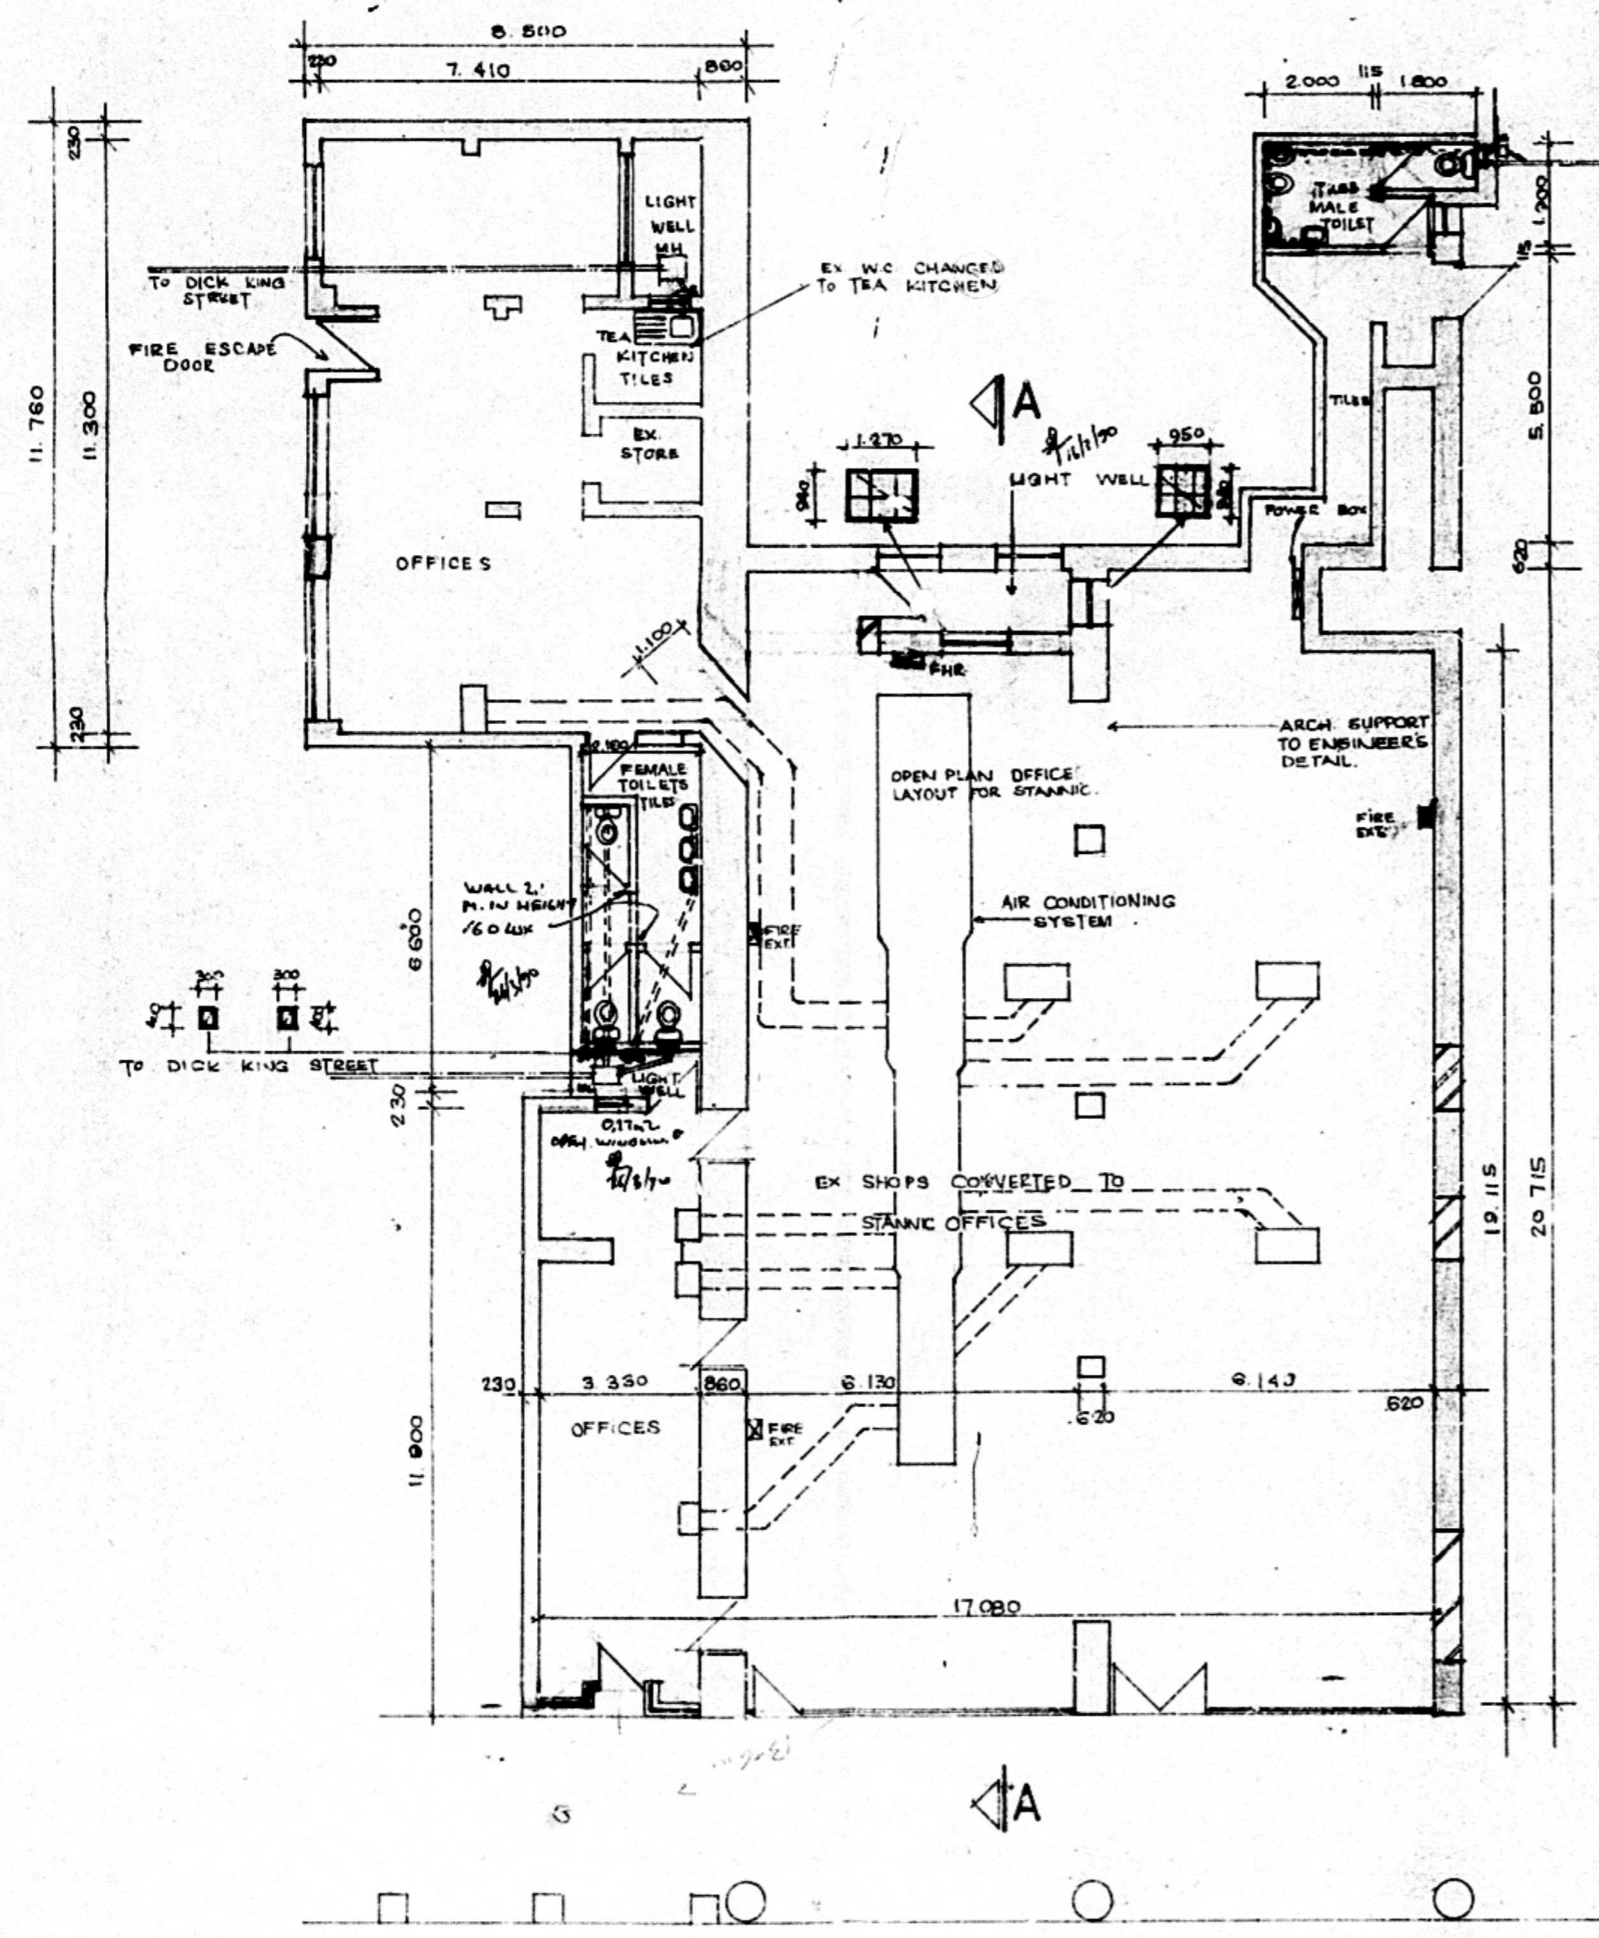 8.500
230
7.410
860
2.000
115
1.800
230
LIGHT
WELL
MH
TILES
MALE
TOILET
1.200
115
TO DICK KING
STREET
EX W.C. CHANGED
TO TEA KITCHEN
FIRE ESCAPE
DOOR
TEA
KITCHEN
TILES
A
TILES
11.760
11.300
5.800
EX.
STORE
1.270
950
LIGHT WELL
POWER BOX
OFFICES
620
1.100
FHR
230
ARCH. SUPPORT
TO ENGINEER'S
DETAIL.
FEMALE
TOILETS
TILES
OPEN PLAN OFFICE
LAYOUT FOR STANNIC.
FIRE
EXT
WALL 2.1
M. IN HEIGHT
160 LUX
AIR CONDITIONING
SYSTEM
FIRE
EXT
6600
300
300
TO DICK KING STREET
LIGHT
WELL
230
OPEN. WINDOW
EX SHOPS CONVERTED TO
STANNIC OFFICES
19.115
20 715
230
3.330
860
6.130
6.143
.620
620
OFFICES
FIRE
EXT
11.900
17.080
A